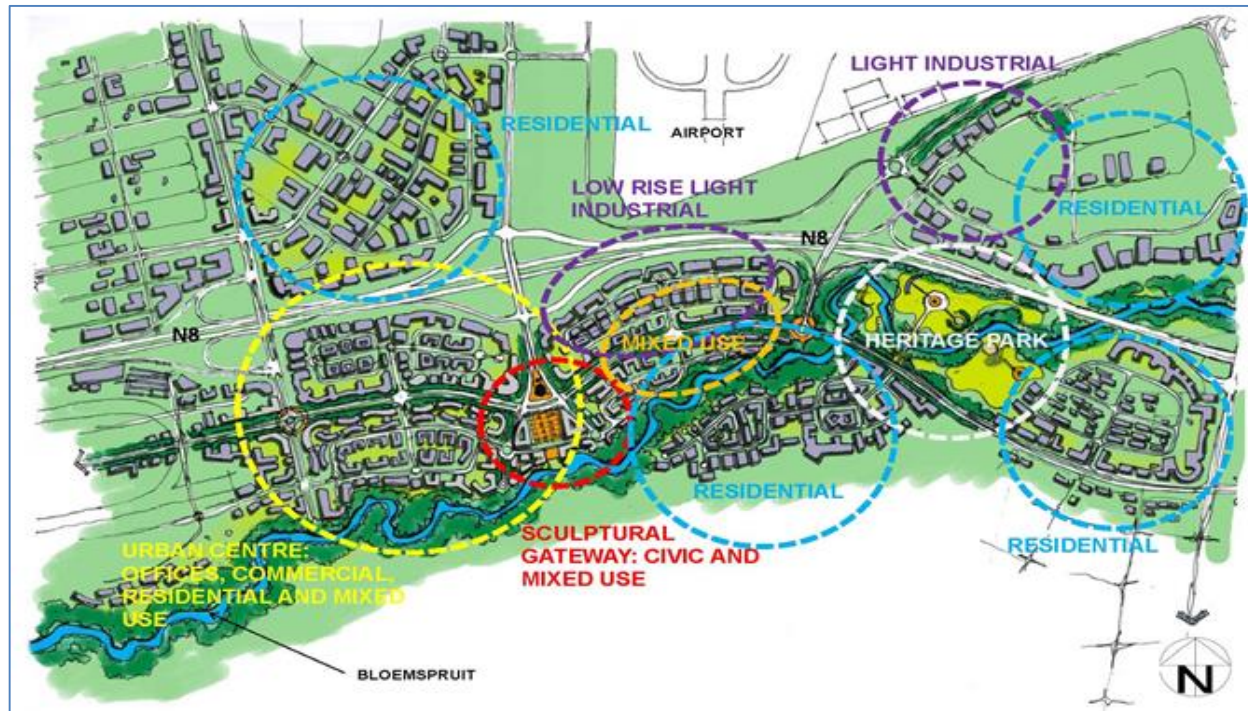 LIGHT INDUSTRIAL
RESIDENTIAL
AIRPORT
LOW RISE LIGHT
INDUSTRIAL
RESIDENTIAL
N8
N8
MIXED USE
HERITAGE PARK
RESIDENTIAL
SCULPTURAL
GATEWAY: CIVIC AND
MIXED USE
RESIDENTIAL
URBAN CENTRE:
OFFICES, COMMERCIAL,
RESIDENTIAL AND MIXED
USE
BLOEMSPRUIT
N